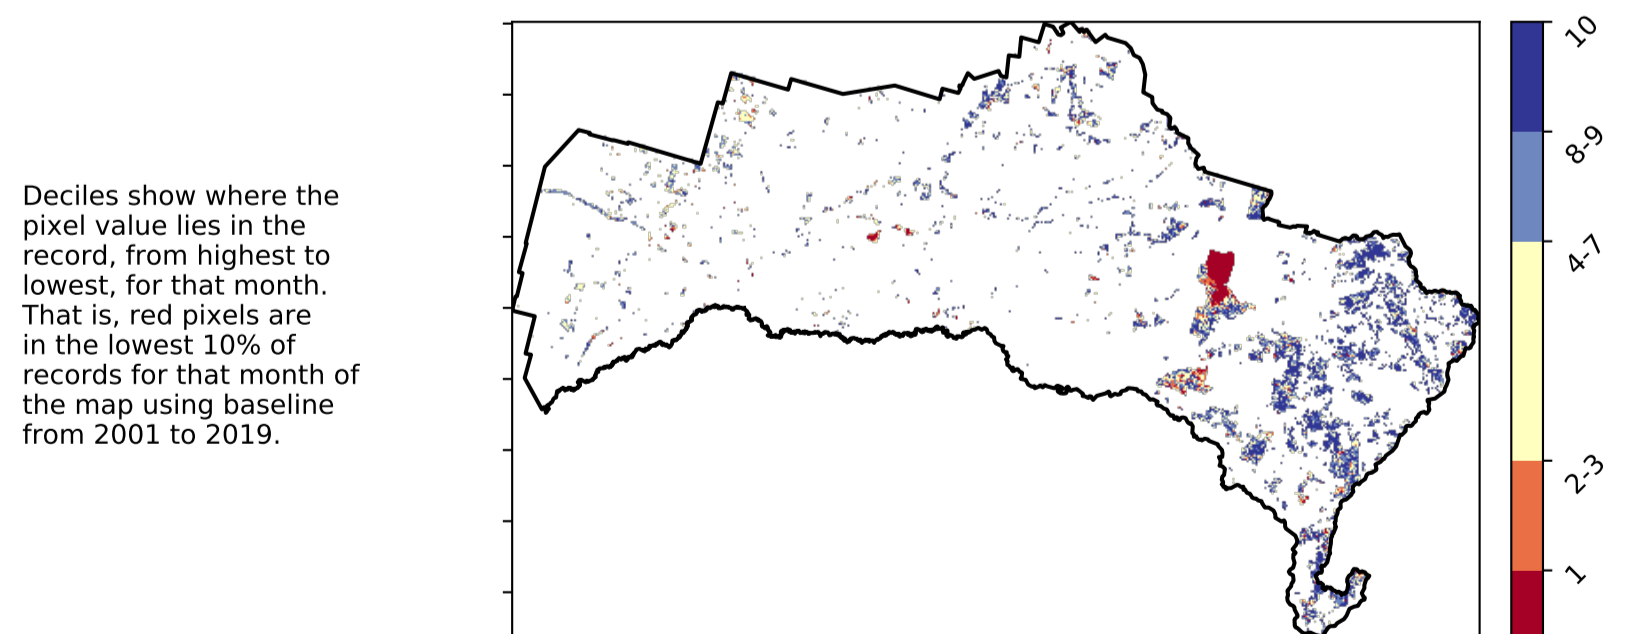 Deciles show where the
pixel value lies in the
record, from highest to
lowest, for that month.
That is, red pixels are
in the lowest 10% of
records for that month of
the map using baseline
from 2001 to 2019.
10
8-9
4-7
2-3
1